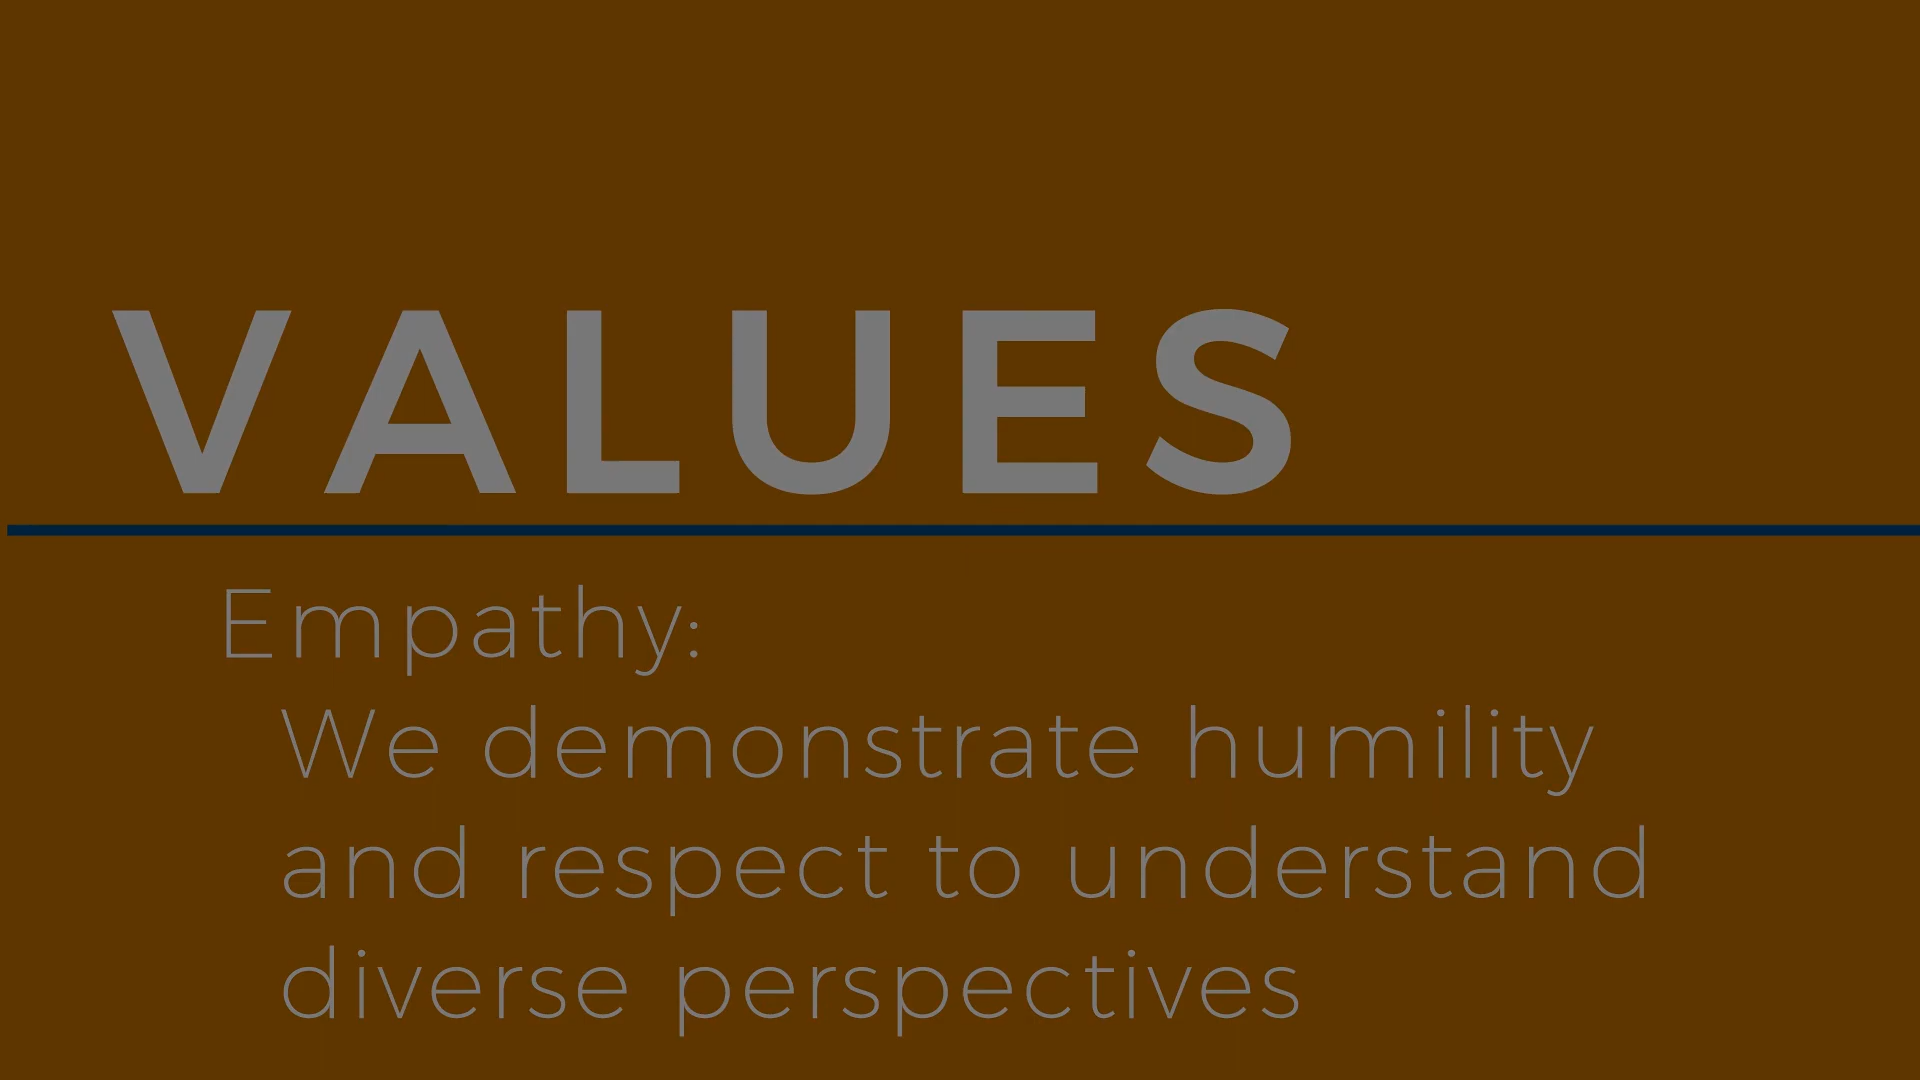 VALUES
Empathy:
We demonstrate humility
and respect to understand
diverse perspectives